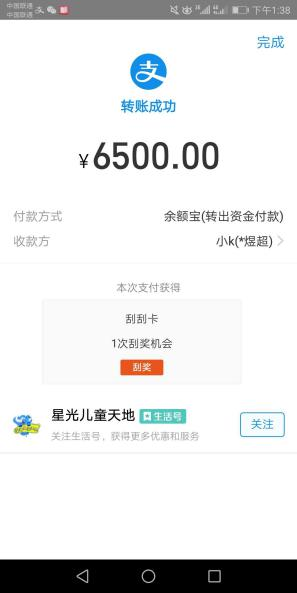 中国联通
中国联通
下午1:38
完成
支
转账成功
¥6500.00
付款方式 余额宝(转出资金付款)
收款方 小k(*煜超)
本次支付获得
刮刮卡
1次刮奖机会
刮奖
星光儿童天地 生活号
关注生活号，获得更多优惠和服务
关注